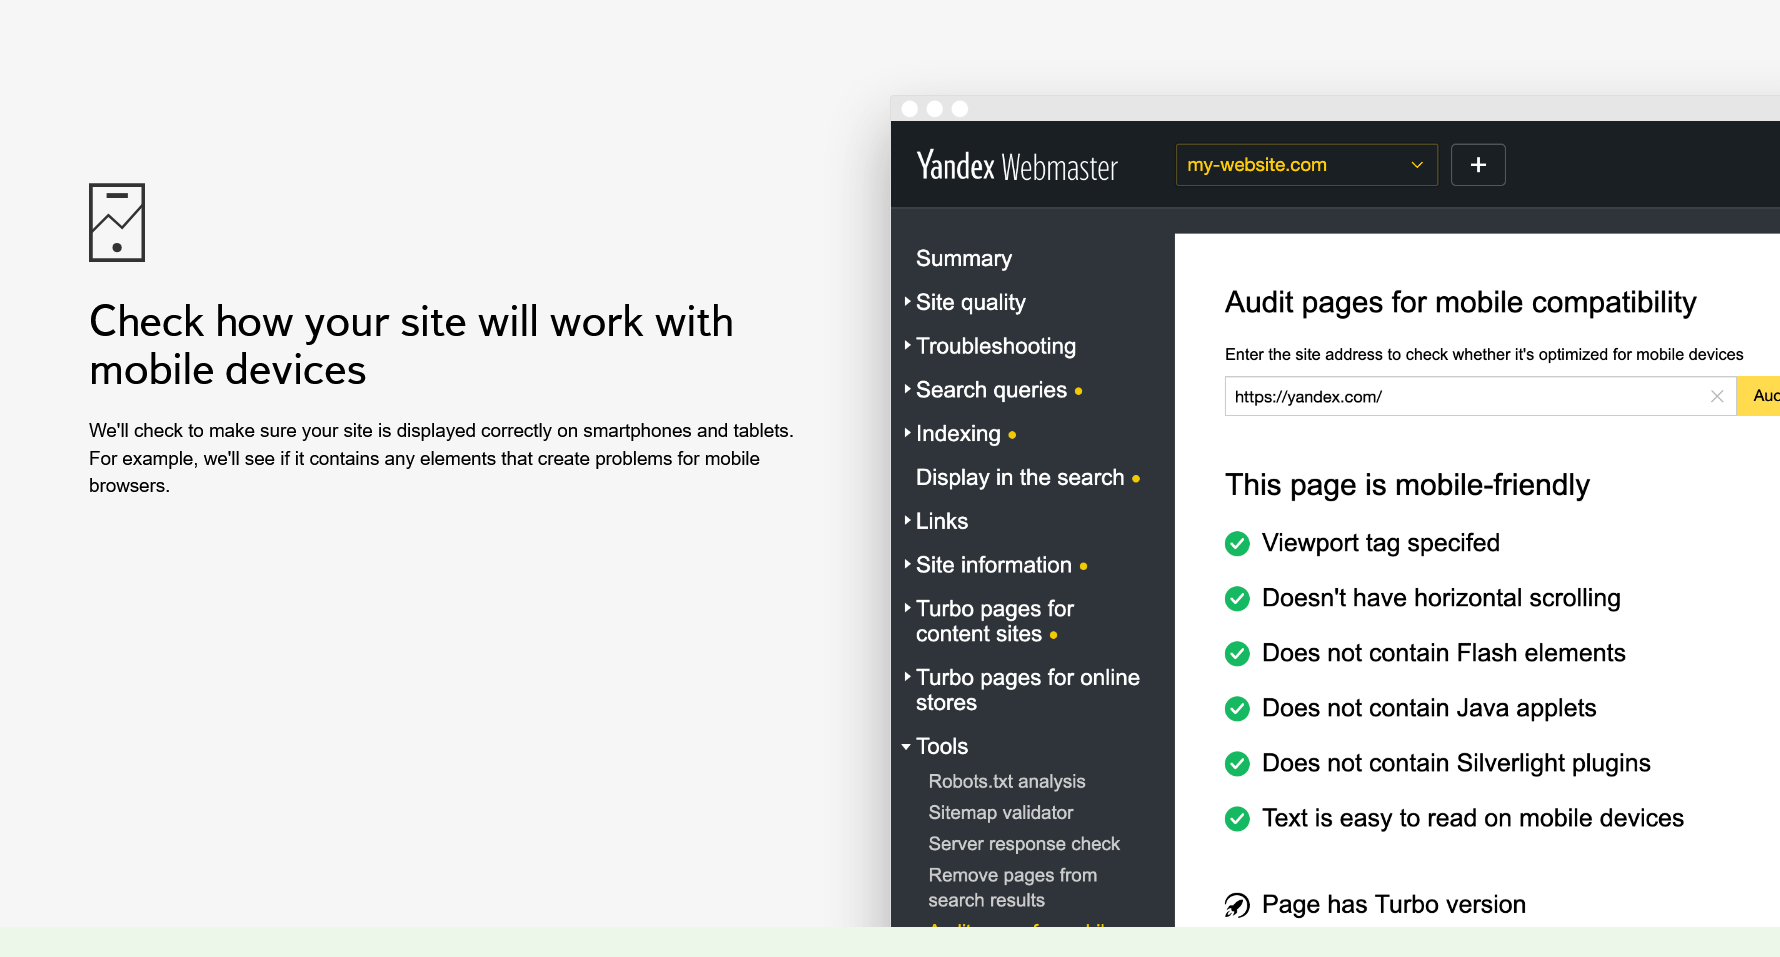 Check how your site will work with
mobile devices
We'll check to make sure your site is displayed correctly on smartphones and tablets.
For example, we'll see if it contains any elements that create problems for mobile
browsers.
Yandex Webmaster
my-website.com
+
Summary
Site quality
Troubleshooting
Search queries
Indexing
Display in the search
Links
Site information
Turbo pages for
content sites
Turbo pages for online
stores
Tools
Robots.txt analysis
Sitemap validator
Server response check
Remove pages from
search results
Audit pages for mobile compatibility
Enter the site address to check whether it's optimized for mobile devices
https://yandex.com/
This page is mobile-friendly
Viewport tag specifed
Doesn't have horizontal scrolling
Does not contain Flash elements
Does not contain Java applets
Does not contain Silverlight plugins
Text is easy to read on mobile devices
Page has Turbo version